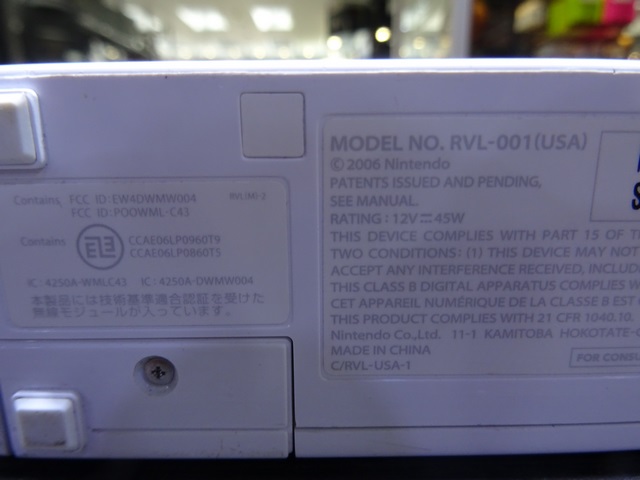 Contains FCC ID:EW4DWMW004 RVL(M)-2
FCC ID:POOWML-C43
Contains CCAE06LP0960T9
CCAE06LP0860T5
IC: 4250A-WMLC43 IC: 4250A-DWMW004
本製品には技術基準適合認証を受けた
無線モジュールが入っています。
MODEL NO. RVL-001(USA)
©2006 Nintendo
PATENTS ISSUED AND PENDING,
SEE MANUAL.
RATING: 12V⎓45W
THIS DEVICE COMPLIES WITH PART 15 OF
TWO CONDITIONS: (1) THIS DEVICE MAY NOT
ACCEPT ANY INTERFERENCE RECEIVED,
THIS CLASS B DIGITAL APPARATUS COMPLIES
CET APPAREIL NUMÉRIQUE DE LA CLASSE B EST
THIS PRODUCT COMPLIES WITH 21 CFR 1040.10.
Nintendo Co.,Ltd. 11-1 KAMITOBA
MADE IN CHINA
C/RVL-USA-1
FOR